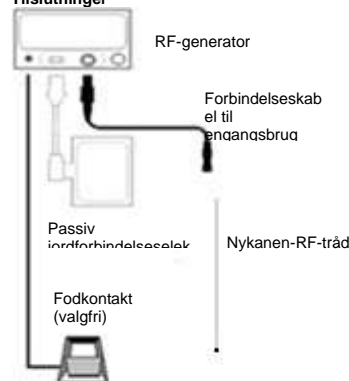 Tilslutninger
RF-generator
Forbindelseskab
el til
engangsbrug
Passiv
jordforbindelseselek
Nykanen-RF-tråd
Fodkontakt
(valgfri)